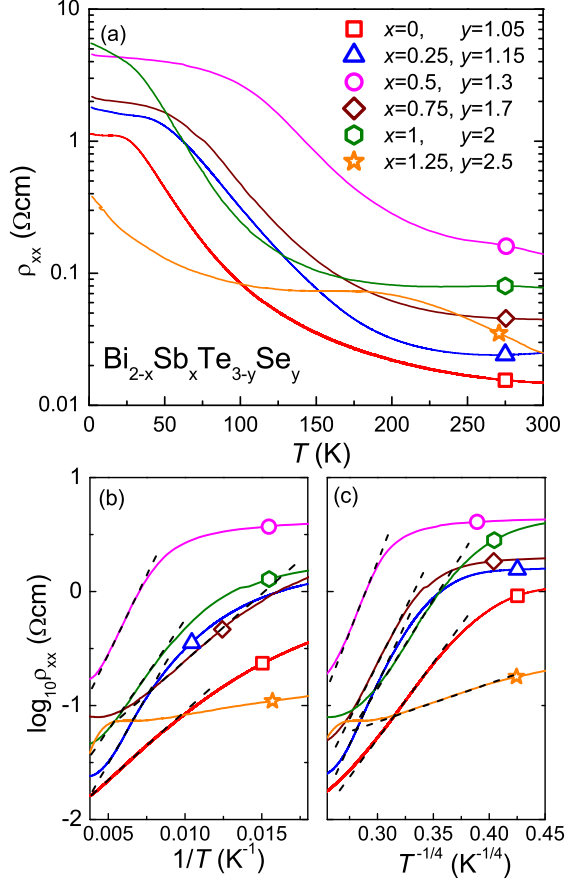 (a)
x=0, y=1.05
x=0.25, y=1.15
x=0.5, y=1.3
x=0.75, y=1.7
x=1, y=2
x=1.25, y=2.5
10
1
0.1
0.01
ρxx (Ωcm)
Bi2-xSbxTe3-ySey
0 50 100 150 200 250 300
T (K)
(b)
(c)
1
0
-1
-2
log10ρxx (Ωcm)
0.005 0.010 0.015
0.30 0.35 0.40 0.45
1/T (K-1)
T-1/4 (K-1/4)